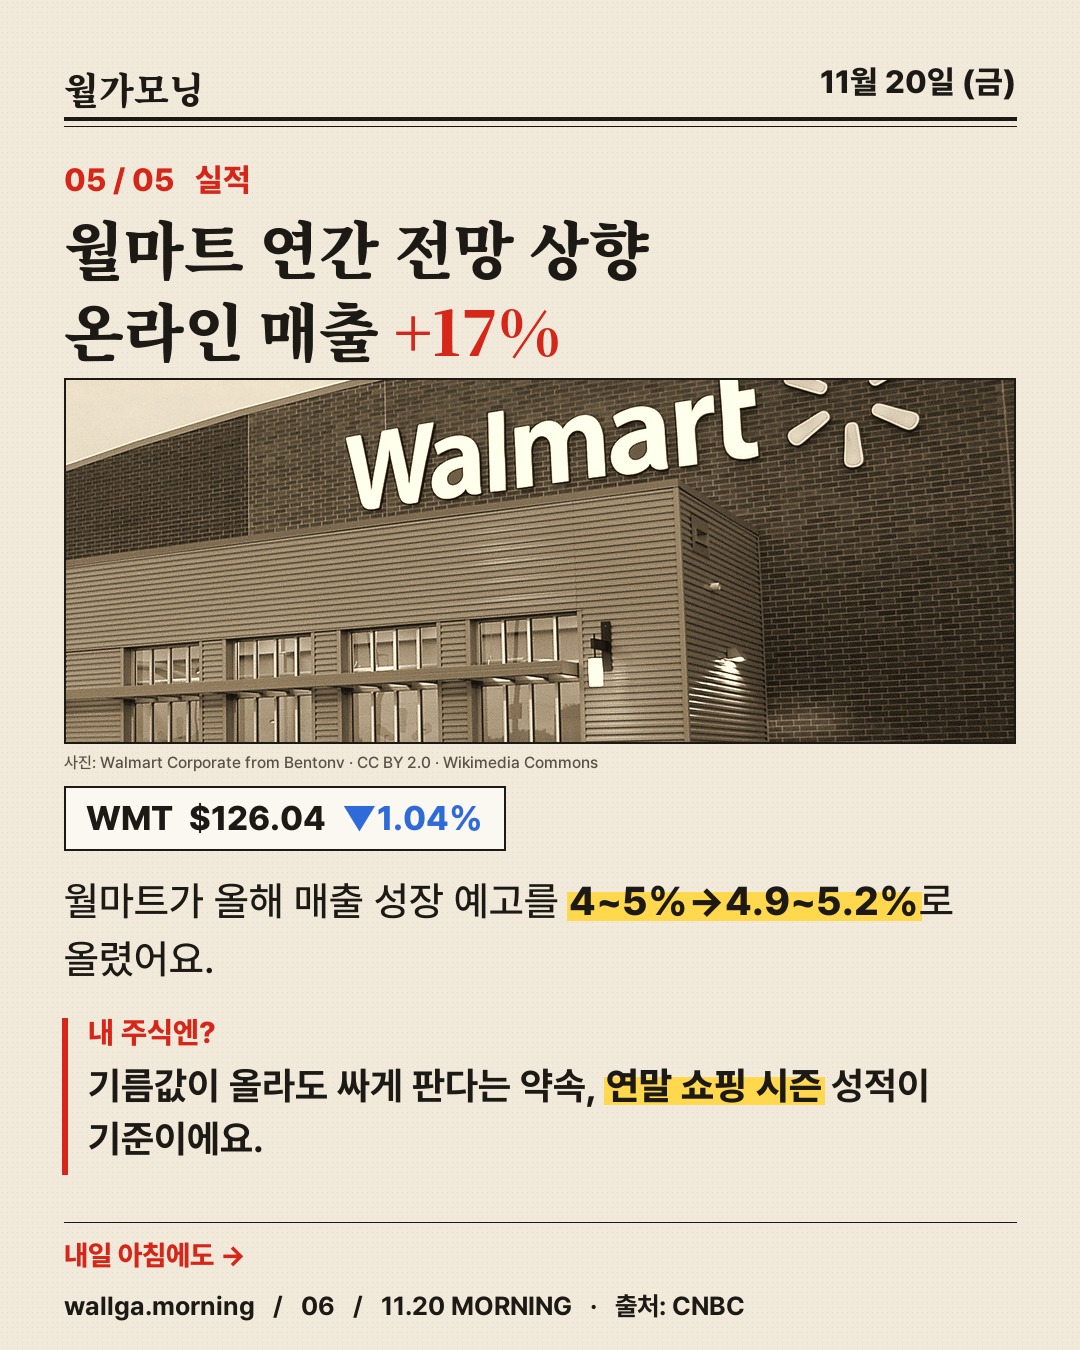 월가모닝
11월 20일 (금)
05 / 05 실적
월마트 연간 전망 상향
온라인 매출 +17%
Walmart
사진: Walmart Corporate from Bentonv · CC BY 2.0 · Wikimedia Commons
WMT $126.04 ▼1.04%
월마트가 올해 매출 성장 예고를 4~5%→4.9~5.2%로
올렸어요.
내 주식엔?
기름값이 올라도 싸게 판다는 약속, 연말 쇼핑 시즌 성적이
기준이에요.
내일 아침에도 →
wallga.morning / 06 / 11.20 MORNING · 출처: CNBC